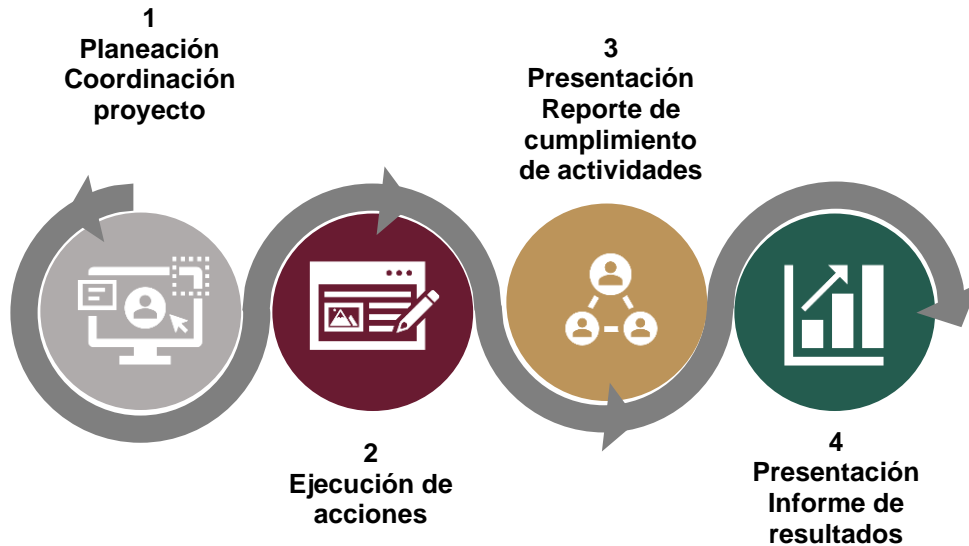 1
Planeación
Coordinación
proyecto
2
Ejecución de
acciones
3
Presentación
Reporte de
cumplimiento
de actividades
4
Presentación
Informe de
resultados